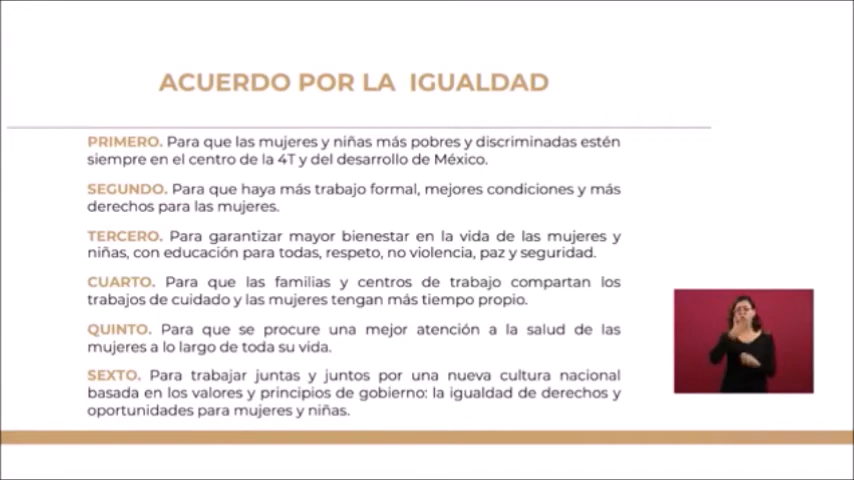 ACUERDO POR LA IGUALDAD
PRIMERO. Para que las mujeres y niñas más pobres y discriminadas estén
siempre en el centro de la 4T y del desarrollo de México.
SEGUNDO. Para que haya más trabajo formal, mejores condiciones y más
derechos para las mujeres.
TERCERO. Para garantizar mayor bienestar en la vida de las mujeres y
niñas, con educación para todas, respeto, no violencia, paz y seguridad.
CUARTO. Para que las familias y centros de trabajo compartan los
trabajos de cuidado y las mujeres tengan más tiempo propio.
QUINTO. Para que se procure una mejor atención a la salud de las
mujeres a lo largo de toda su vida.
SEXTO. Para trabajar juntas y juntos por una nueva cultura nacional
basada en los valores y principios de gobierno: la igualdad de derechos y
oportunidades para mujeres y niñas.